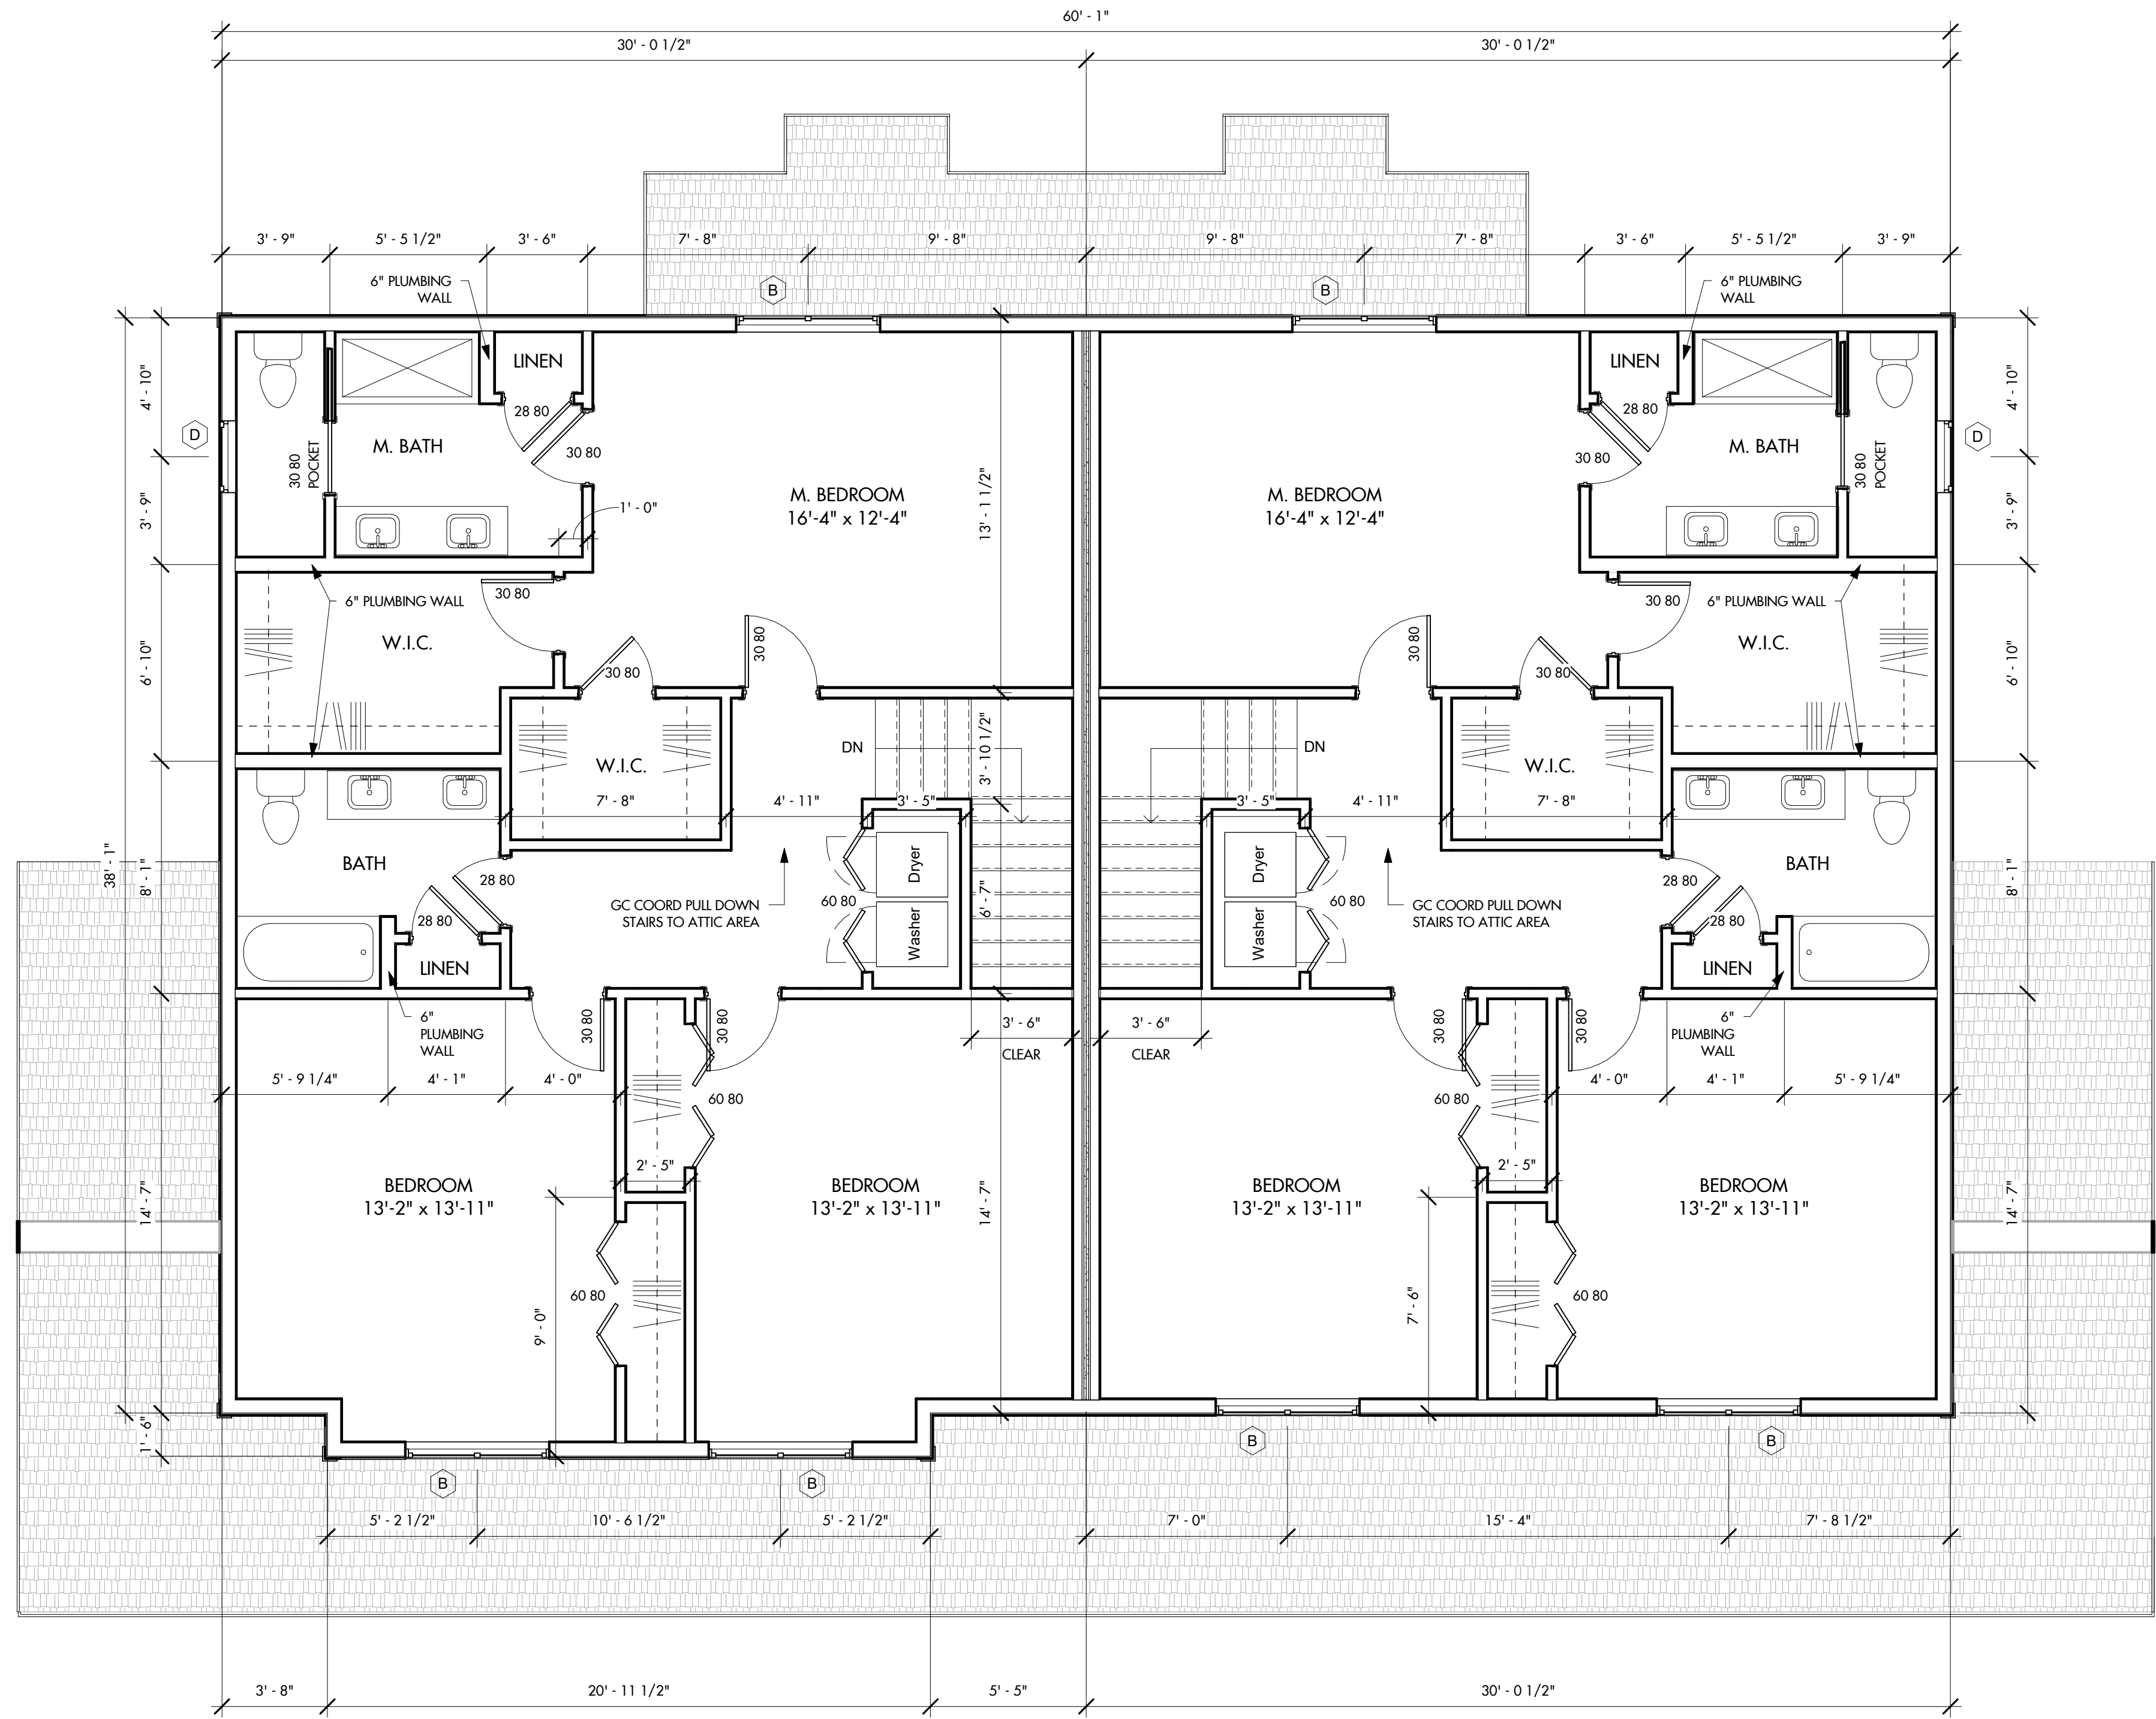 60' - 1"
30' - 0 1/2"
30' - 0 1/2"
3' - 9"
5' - 5 1/2"
3' - 6"
7' - 8"
9' - 8"
9' - 8"
7' - 8"
3' - 6"
5' - 5 1/2"
3' - 9"
6" PLUMBING
WALL
B
B
6" PLUMBING
WALL
LINEN
LINEN
4' - 10"
4' - 10"
28 80
28 80
D
D
M. BATH
30 80
30 80
M. BATH
30 80
POCKET
30 80
POCKET
M. BEDROOM
16'-4" x 12'-4"
13' - 1 1/2"
M. BEDROOM
16'-4" x 12'-4"
3' - 9"
1' - 0"
3' - 9"
30 80
30 80
6" PLUMBING WALL
6" PLUMBING WALL
W.I.C.
W.I.C.
6' - 10"
30 80
30 80
30 80
30 80
6' - 10"
DN
3' - 10 1/2"
DN
W.I.C.
W.I.C.
7' - 8"
4' - 11"
3' - 5"
3' - 5"
4' - 11"
7' - 8"
38' - 1"
8' - 1"
BATH
Dryer
Dryer
BATH
8' - 1"
28 80
28 80
GC COORD PULL DOWN
STAIRS TO ATTIC AREA
60 80
6' - 7"
60 80
GC COORD PULL DOWN
STAIRS TO ATTIC AREA
28 80
28 80
Washer
Washer
LINEN
LINEN
6"
PLUMBING
WALL
30 80
30 80
3' - 6"
CLEAR
3' - 6"
CLEAR
30 80
30 80
6"
PLUMBING
WALL
5' - 9 1/4"
4' - 1"
4' - 0"
4' - 0"
4' - 1"
5' - 9 1/4"
60 80
60 80
2' - 5"
2' - 5"
14' - 7"
BEDROOM
13'-2" x 13'-11"
BEDROOM
13'-2" x 13'-11"
14' - 7"
BEDROOM
13'-2" x 13'-11"
BEDROOM
13'-2" x 13'-11"
14' - 7"
60 80
60 80
9' - 0"
7' - 6"
1' - 6"
B
B
B
B
5' - 2 1/2"
10' - 6 1/2"
5' - 2 1/2"
7' - 0"
15' - 4"
7' - 8 1/2"
3' - 8"
20' - 11 1/2"
5' - 5"
30' - 0 1/2"